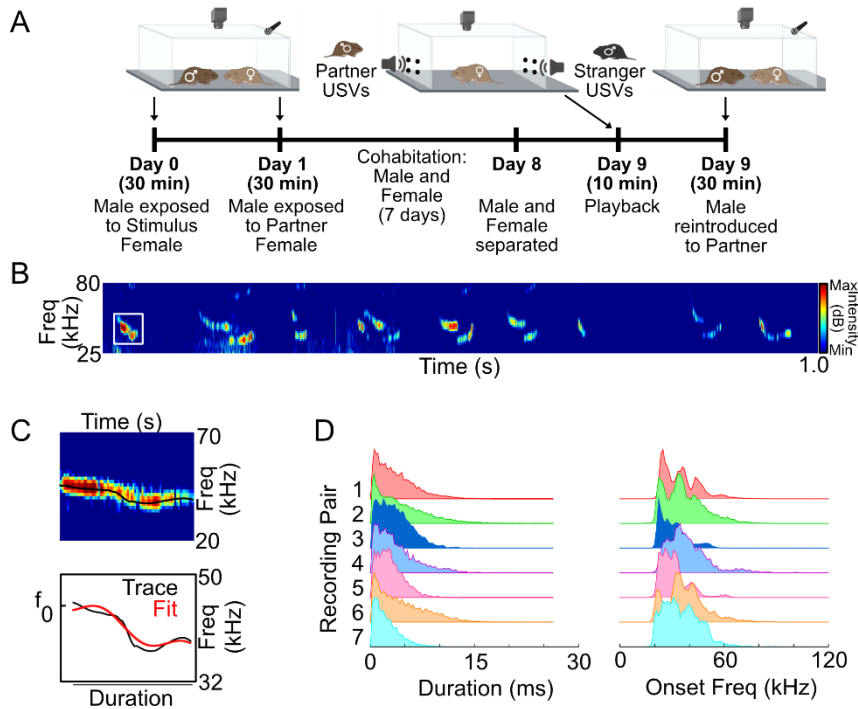 A
♂ ♀
♂
Partner
USVs
♀
♂
Stranger
USVs
♂ ♀
Day 0
(30 min)
Male exposed
to Stimulus
Female
Day 1
(30 min)
Male exposed
to Partner
Female
Cohabitation:
Male and
Female
(7 days)
Day 8
Male and
Female
separated
Day 9
(10 min)
Playback
Day 9
(30 min)
Male
reintroduced
to Partner
B
80
Freq
(kHz)
25
Time (s)
1.0
Max
Min
Intensity
(dB)
C
Time (s)
70
Freq
(kHz)
20
50
Trace
Fit
f0
Freq
(kHz)
32
Duration
D
Recording Pair
1
2
3
4
5
6
7
0 15 30
Duration (ms)
0 60 120
Onset Freq (kHz)